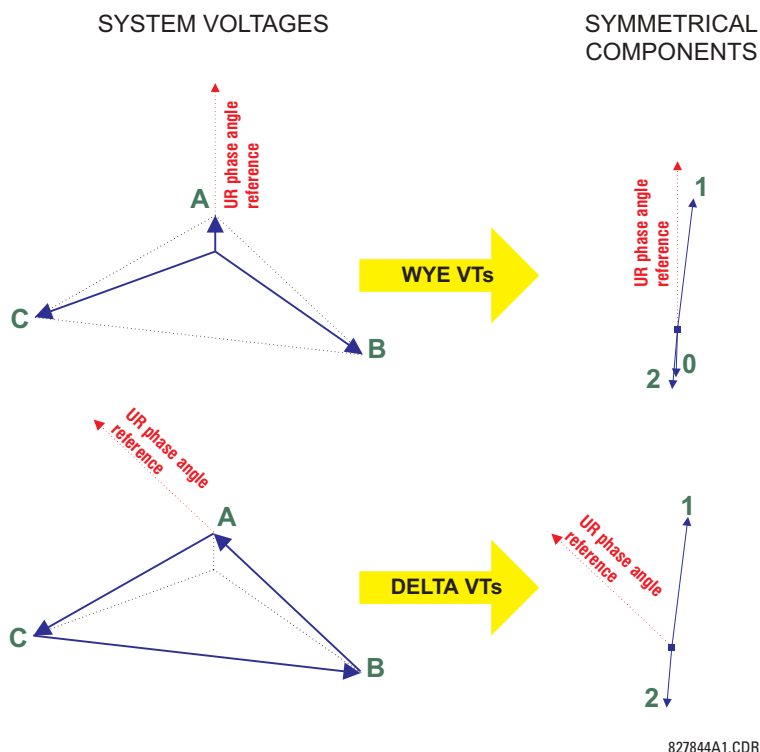 SYSTEM VOLTAGES
SYMMETRICAL
COMPONENTS
UR phase angle
reference
A
C
B
WYE VTs
UR phase angle
reference
1
2
0
UR phase angle
reference
A
C
B
DELTA VTs
UR phase angle
reference
1
2
827844A1.CDR